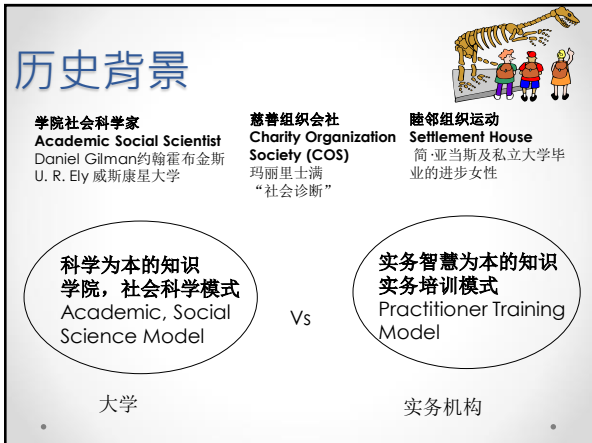 历史背景
学院社会科学家
Academic Social Scientist
Daniel Gilman约翰霍布金斯
U. R. Ely 威斯康星大学
慈善组织会社
Charity Organization
Society (COS)
玛丽里士满
“社会诊断”
睦邻组织运动
Settlement House
简·亚当斯及私立大学毕
业的进步女性
科学为本的知识
学院，社会科学模式
Academic, Social
Science Model
Vs
实务智慧为本的知识
实务培训模式
Practitioner Training
Model
大学
实务机构